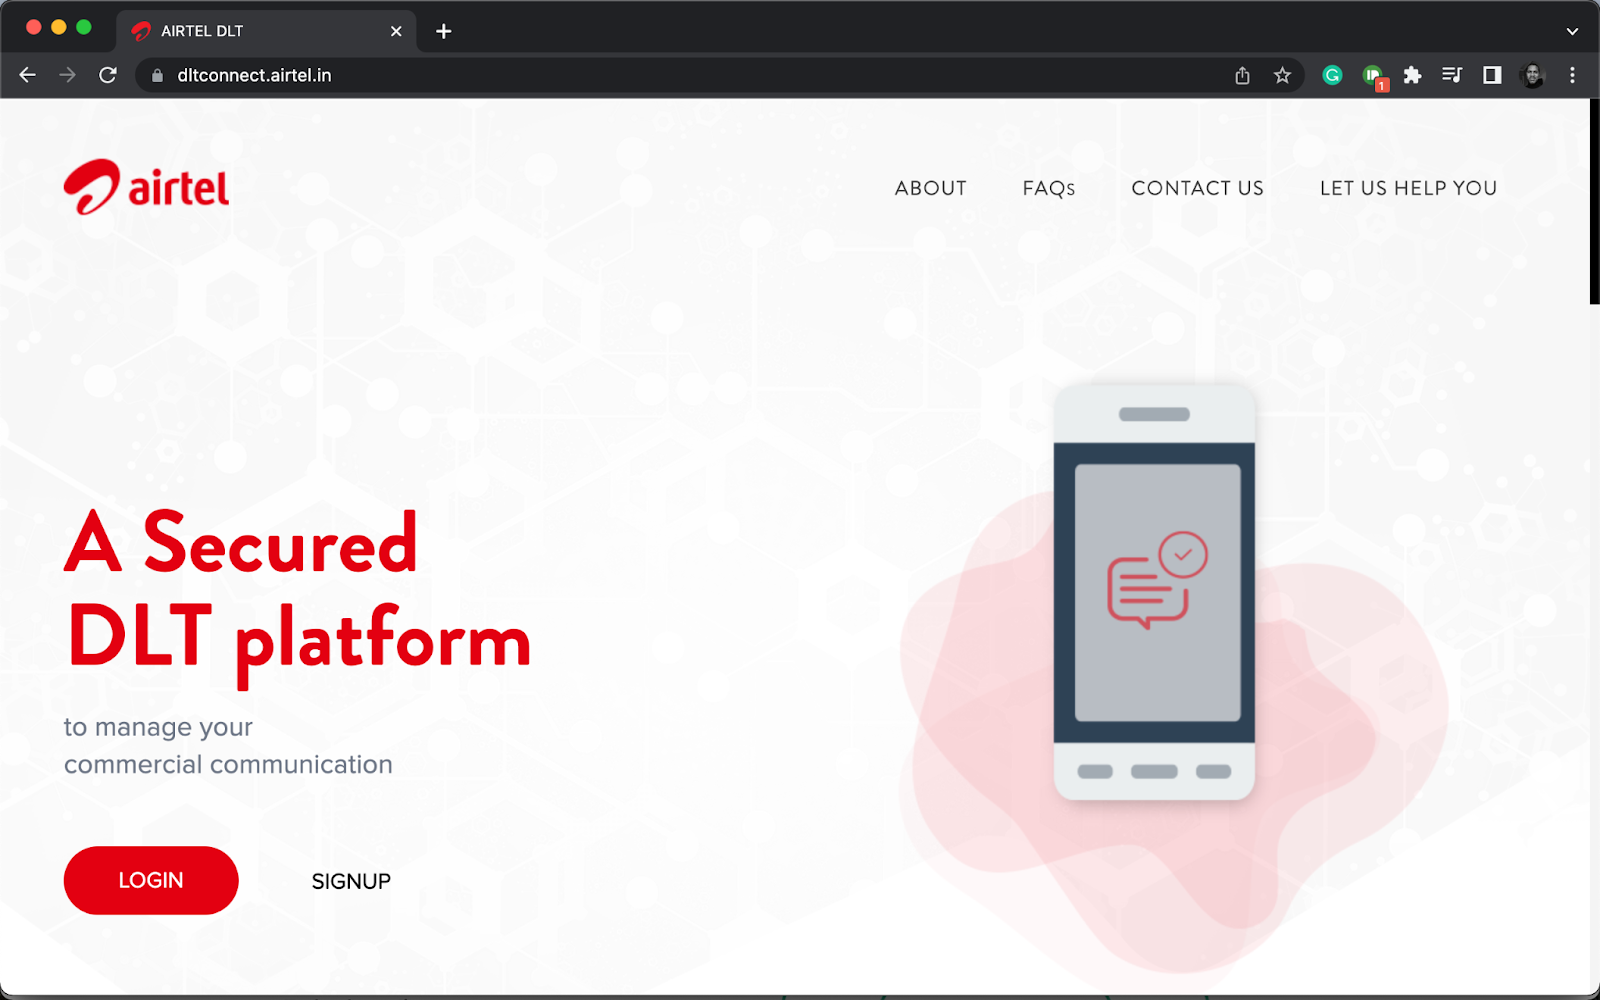 AIRTEL DLT
dltconnect.airtel.in
1
airtel
ABOUT FAQs CONTACT US LET US HELP YOU
A Secured
DLT platform
to manage your
commercial communication
LOGIN SIGNUP